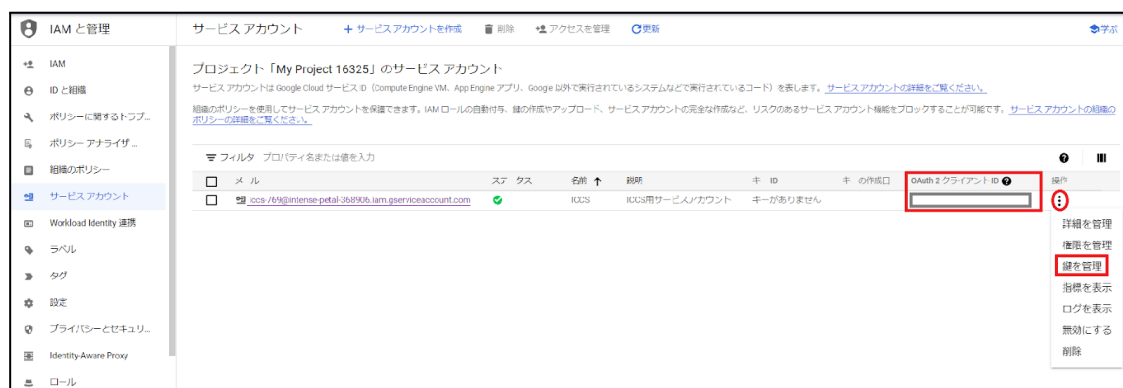 IAM と管理
サービス アカウント
サービス アカウントを作成
削除
アクセスを管理
更新
学ぶ
IAM
ID と組織
ポリシーに関するトラブ...
ポリシー アナライザ...
組織のポリシー
サービス アカウント
Workload Identity 連携
ラベル
タグ
設定
プライバシーとセキュリ...
Identity-Aware Proxy
ロール
プロジェクト「My Project 16325」のサービス アカウント
サービス アカウントは Google Cloud サービス ID（Compute Engine VM、App Engine アプリ、Google 以外で実行されているシステムなどで実行されているコード）を表します。 サービス アカウントの詳細をご覧ください。
組織のポリシーを使用してサービス アカウントを保護できます。IAM ロールの自動付与、鍵の作成やアップロード、サービス アカウントの完全な作成など、リスクのあるサービス アカウント機能をブロックすることが可能です。 サービス アカウントの組織の
ポリシーの詳細をご覧ください。
フィルタ プロパティ名または値を入力
メール ステータス 名前 説明 キー ID キーの作成日 OAuth 2 クライアント ID 操作
iccs-769@intense-petal-368906.iam.gserviceaccount.com ICCS ICCS用サービスアカウント キーがありません
詳細を管理
権限を管理
鍵を管理
指標を表示
ログを表示
無効にする
削除